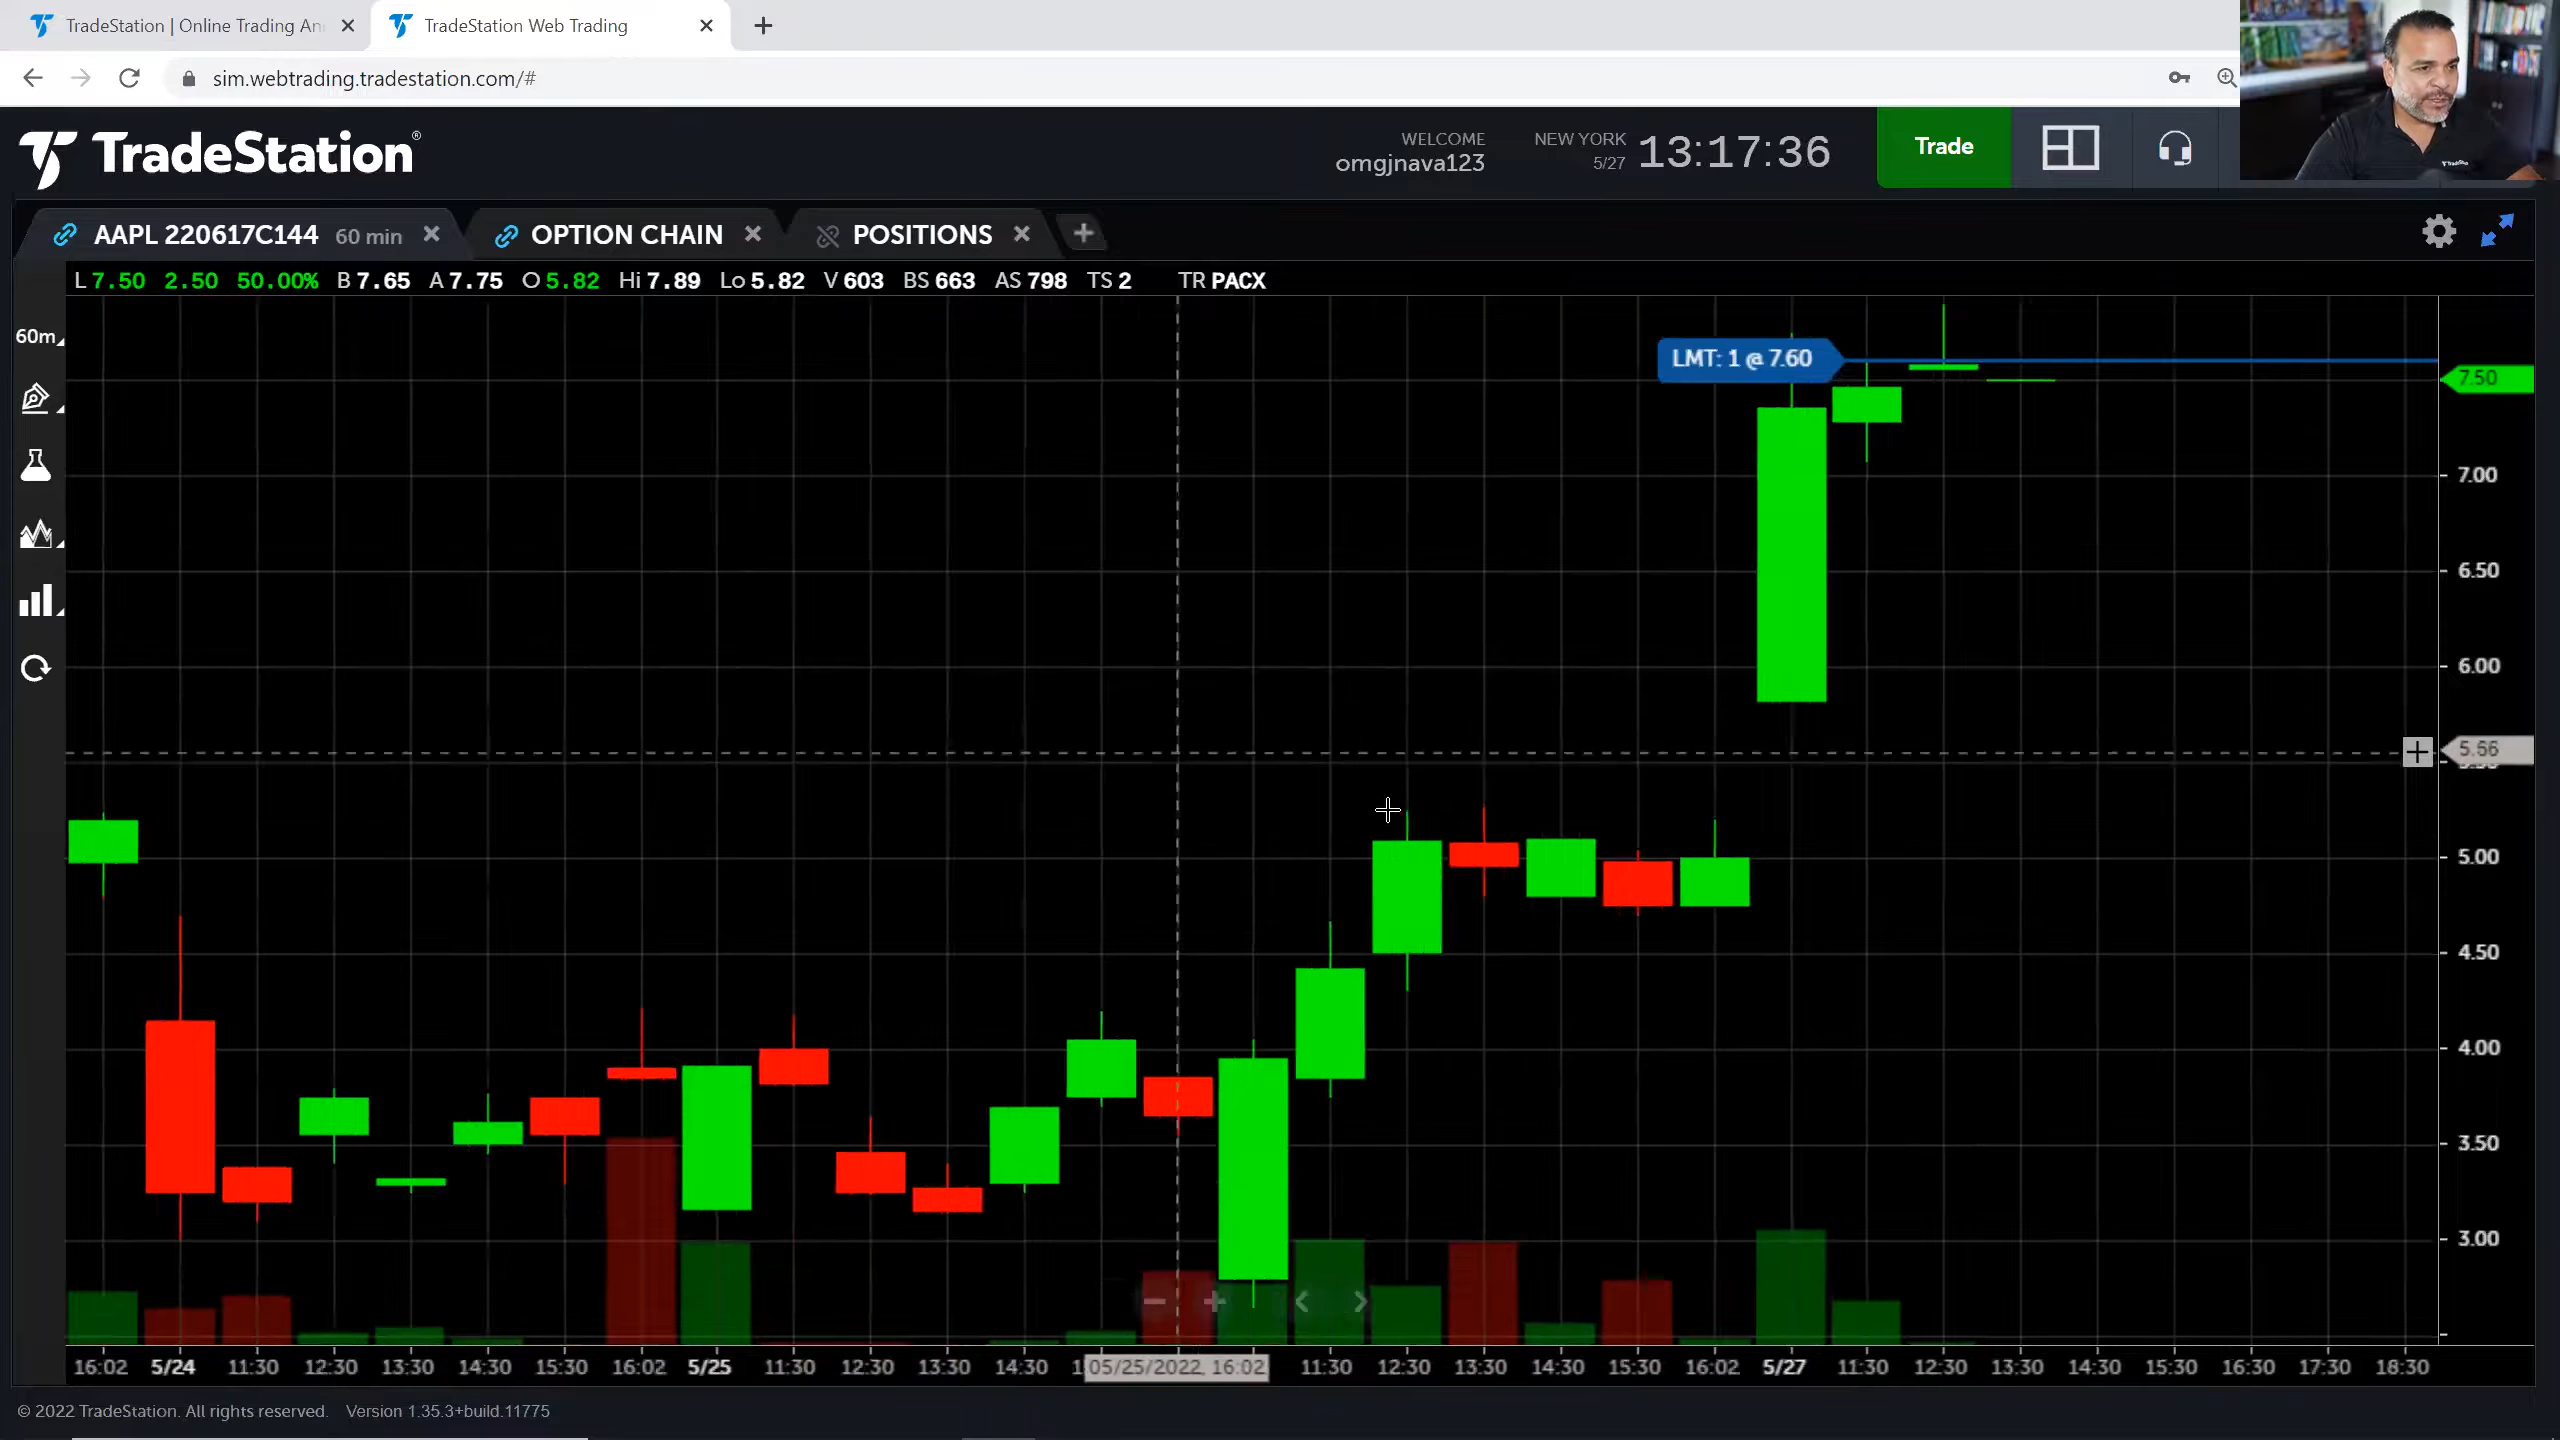 TradeStation | Online Trading An
TradeStation Web Trading
sim.webtrading.tradestation.com/#
TradeStation®
WELCOME
omgjnava123
NEW YORK
5/27
13:17:36
Trade
AAPL 220617C144 60 min
OPTION CHAIN
POSITIONS
L 7.50 2.50 50.00% B 7.65 A 7.75 O 5.82 Hi 7.89 Lo 5.82 V 603 BS 663 AS 798 TS 2 TR PACX
60m
LMT: 1 @ 7.60
7.50
7.00
6.50
6.00
5.66
5.00
4.50
4.00
3.50
3.00
16:02 5/24 11:30 12:30 13:30 14:30 15:30 16:02 5/25 11:30 12:30 13:30 14:30 1 05/25/2022, 16:02 11:30 12:30 13:30 14:30 15:30 16:02 5/27 11:30 12:30 13:30 14:30 15:30 16:30 17:30 18:30
© 2022 TradeStation. All rights reserved. Version 1.35.3+build.11775